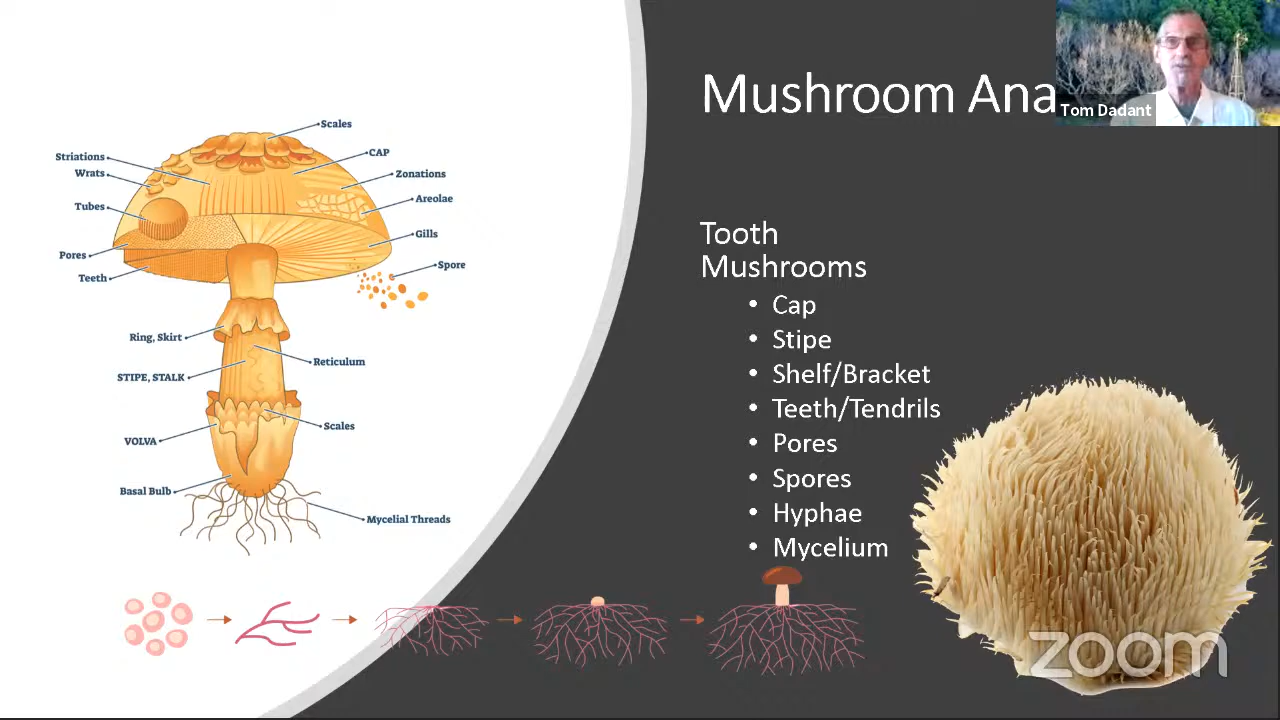 Mushroom Ana
Tom Dadant
Scales
Striations
CAP
Wrats
Zonations
Areolae
Tubes
Gills
Pores
Spore
Teeth
Ring, Skirt
Reticulum
STIPE, STALK
Scales
VOLVA
Basal Bulb
Mycelial Threads
Tooth
Mushrooms
• Cap
• Stipe
• Shelf/Bracket
• Teeth/Tendrils
• Pores
• Spores
• Hyphae
• Mycelium
zoom